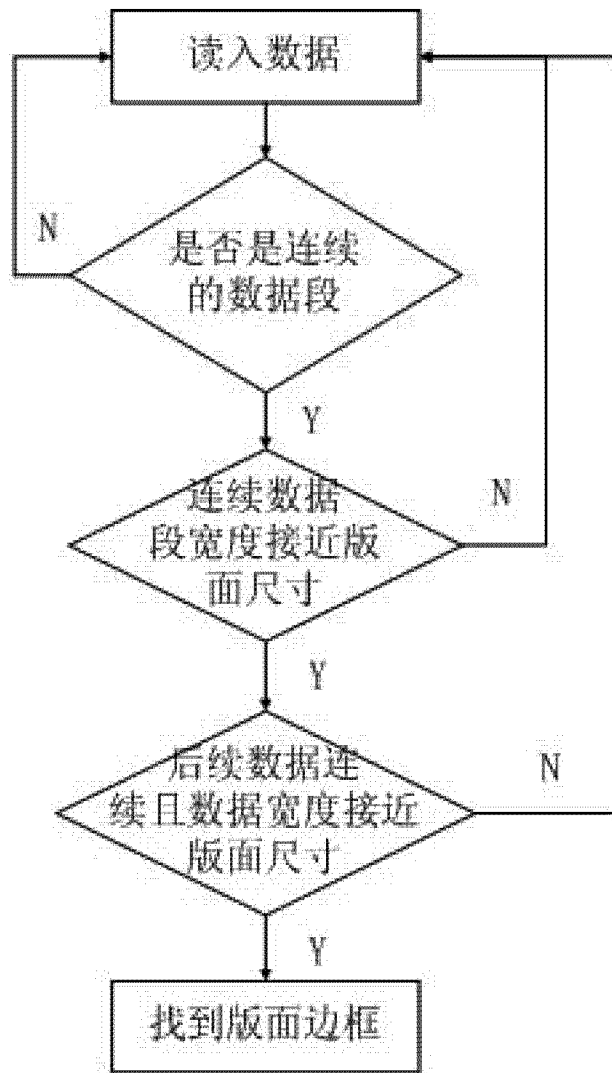 读入数据
N
是否是连续
的数据段
Y
连续数据
段宽度接近版
面尺寸
N
Y
后续数据连
续且数据宽度接近
版面尺寸
N
Y
找到版面边框